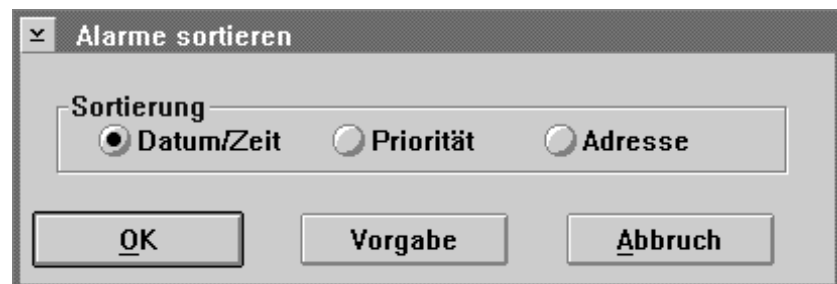 Alarme sortieren
Sortierung
Datum/Zeit Priorität Adresse
OK Vorgabe Abbruch